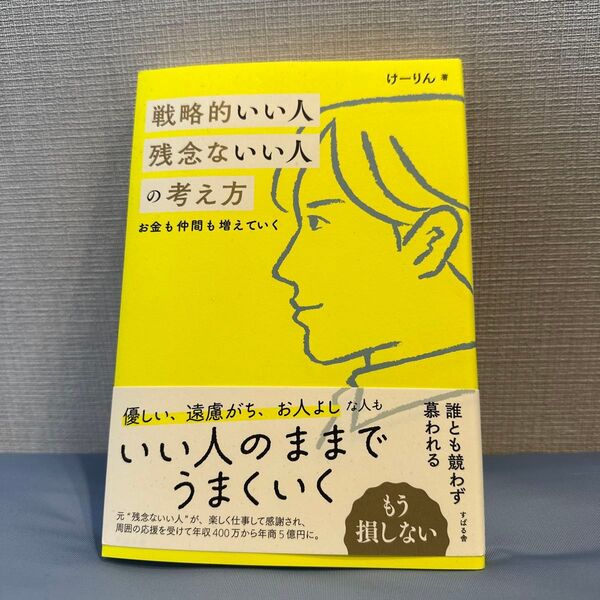 けーりん 著
戦略的いい人
残念ないい人
の考え方
お金も仲間も増えていく
優しい、遠慮がち、お人よし な人も
いい人のままで
うまくいく
元“残念ないい人”が、楽しく仕事して感謝され、
周囲の応援を受けて年収400万から年商5億円に。
誰とも競わず
慕われる
もう
損しない
すばる舎